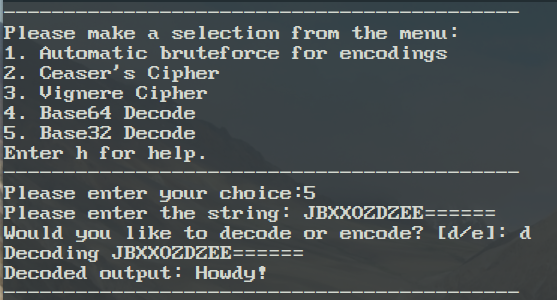 Please make a selection from the menu:
1. Automatic bruteforce for encodings
2. Ceaser's Cipher
3. Vignere Cipher
4. Base64 Decode
5. Base32 Decode
Enter h for help.
Please enter your choice:5
Please enter the string: JBXXOZDZEE======
Would you like to decode or encode? [d/e]: d
Decoding JBXXOZDZEE======
Decoded output: Howdy!